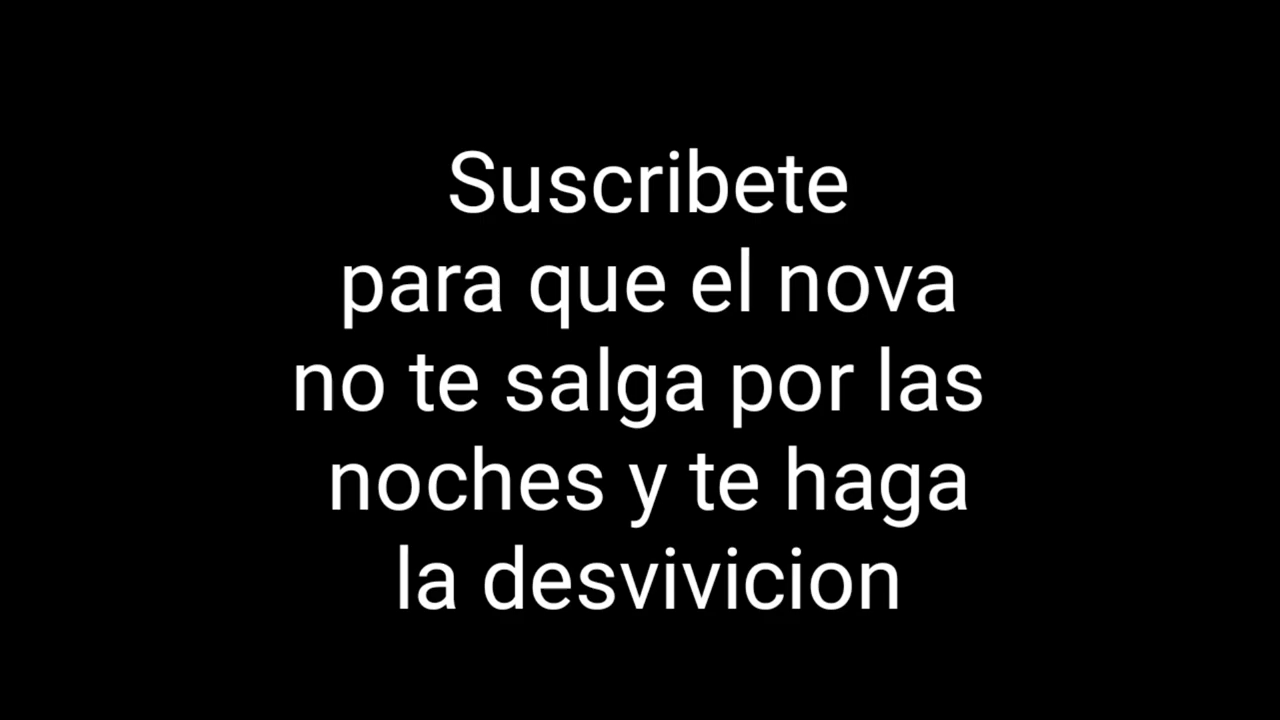 Suscribete
para que el nova
no te salga por las
noches y te haga
la desvivicion